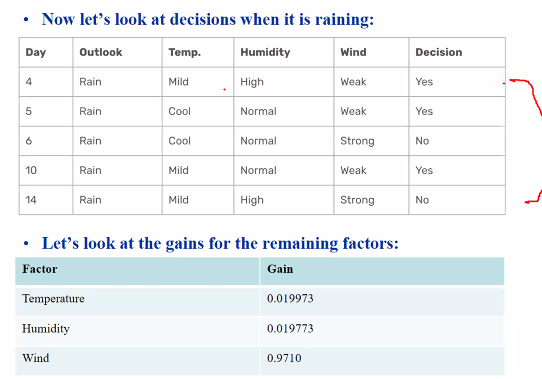 • Now let's look at decisions when it is raining:
Day Outlook Temp. Humidity Wind Decision
4 Rain Mild High Weak Yes
5 Rain Cool Normal Weak Yes
6 Rain Cool Normal Strong No
10 Rain Mild Normal Weak Yes
14 Rain Mild High Strong No
• Let's look at the gains for the remaining factors:
Factor Gain
Temperature 0.019973
Humidity 0.019773
Wind 0.9710